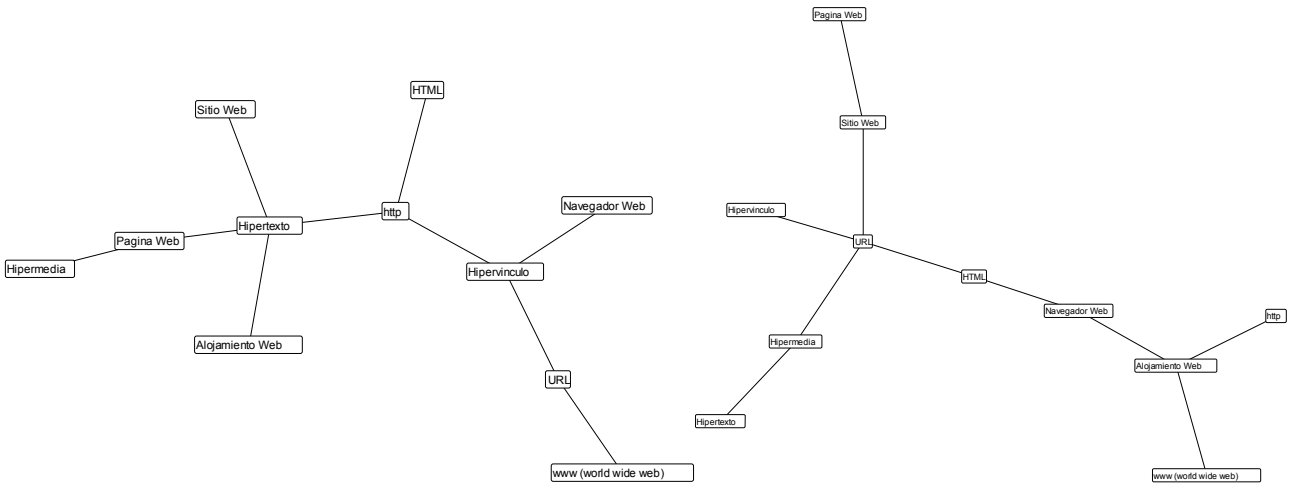 HTML
Sitio Web
Navegador Web
http
Hipertexto
Pagina Web
Hipermedia
Hipervinculo
Alojamiento Web
URL
www (world wide web)
Pagina Web
Sitio Web
Hipervinculo
URL
HTML
Navegador Web
http
Hipermedia
Alojamiento Web
Hipertexto
www (world wide web)